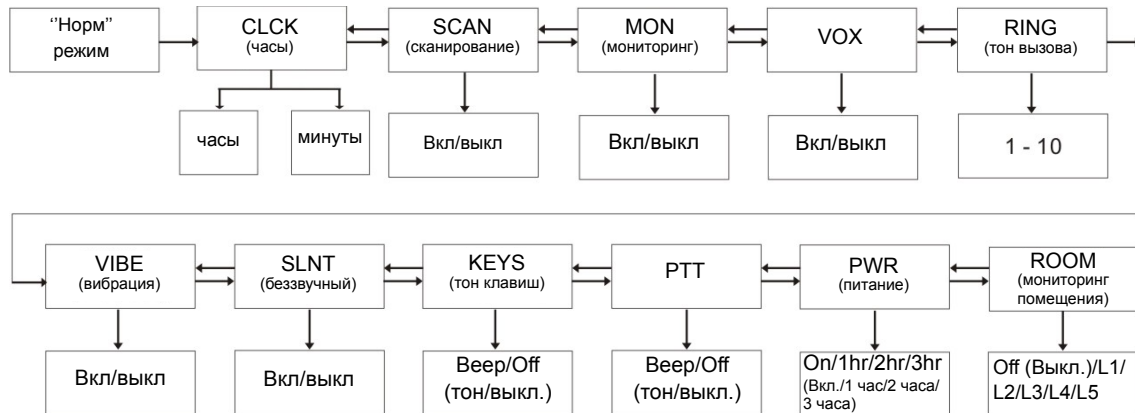 ‘‘Норм”
режим
CLCK
(часы)
SCAN
(сканирование)
MON
(мониторинг)
VOX
RING
(тон вызова)
часы
минуты
Вкл/выкл
Вкл/выкл
Вкл/выкл
1 - 10
VIBE
(вибрация)
SLNT
(беззвучный)
KEYS
(тон клавиш)
PTT
PWR
(питание)
ROOM
(мониторинг
помещения)
Вкл/выкл
Вкл/выкл
Beep/Off
(тон/выкл.)
Beep/Off
(тон/выкл.)
On/1hr/2hr/3hr
(Вкл./1 час/2 часа/
3 часа)
Off (Выкл.)/L1/
L2/L3/L4/L5